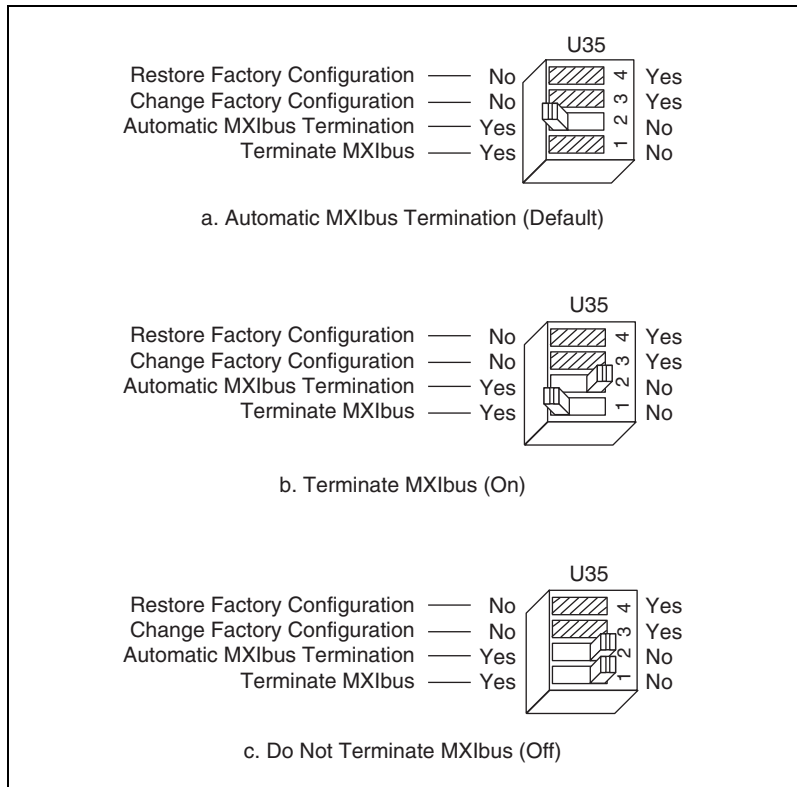 U35
Restore Factory Configuration No 4 Yes
Change Factory Configuration No 3 Yes
Automatic MXIbus Termination Yes 2 No
Terminate MXIbus Yes 1 No
a. Automatic MXIbus Termination (Default)
U35
Restore Factory Configuration No 4 Yes
Change Factory Configuration No 3 Yes
Automatic MXIbus Termination Yes 2 No
Terminate MXIbus Yes 1 No
b. Terminate MXIbus (On)
U35
Restore Factory Configuration No 4 Yes
Change Factory Configuration No 3 Yes
Automatic MXIbus Termination Yes 2 No
Terminate MXIbus Yes 1 No
c. Do Not Terminate MXIbus (Off)